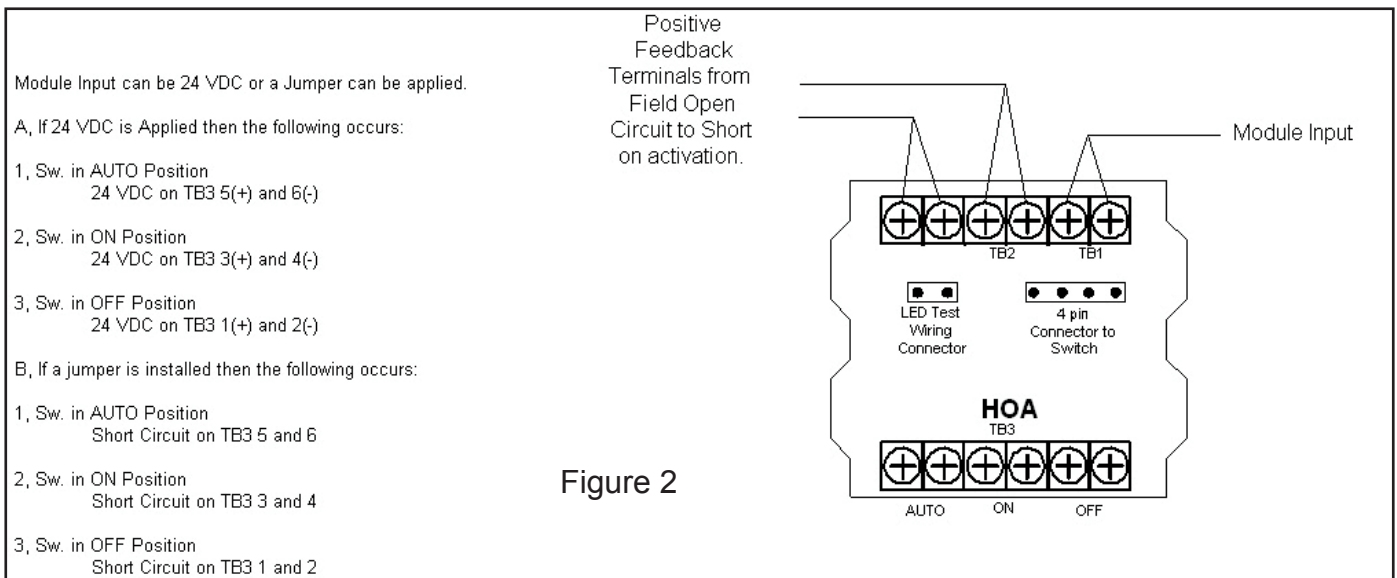 Module Input can be 24 VDC or a Jumper can be applied.
A, If 24 VDC is Applied then the following occurs:
1, Sw. in AUTO Position
24 VDC on TB3 5(+) and 6(-)
2, Sw. in ON Position
24 VDC on TB3 3(+) and 4(-)
3, Sw. in OFF Position
24 VDC on TB3 1(+) and 2(-)
B, If a jumper is installed then the following occurs:
1, Sw. in AUTO Position
Short Circuit on TB3 5 and 6
2, Sw. in ON Position
Short Circuit on TB3 3 and 4
3, Sw. in OFF Position
Short Circuit on TB3 1 and 2
Positive
Feedback
Terminals from
Field Open
Circuit to Short
on activation.
Module Input
TB2
TB1
LED Test
Wiring
Connector
4 pin
Connector to
Switch
HOA
TB3
AUTO
ON
OFF
Figure 2